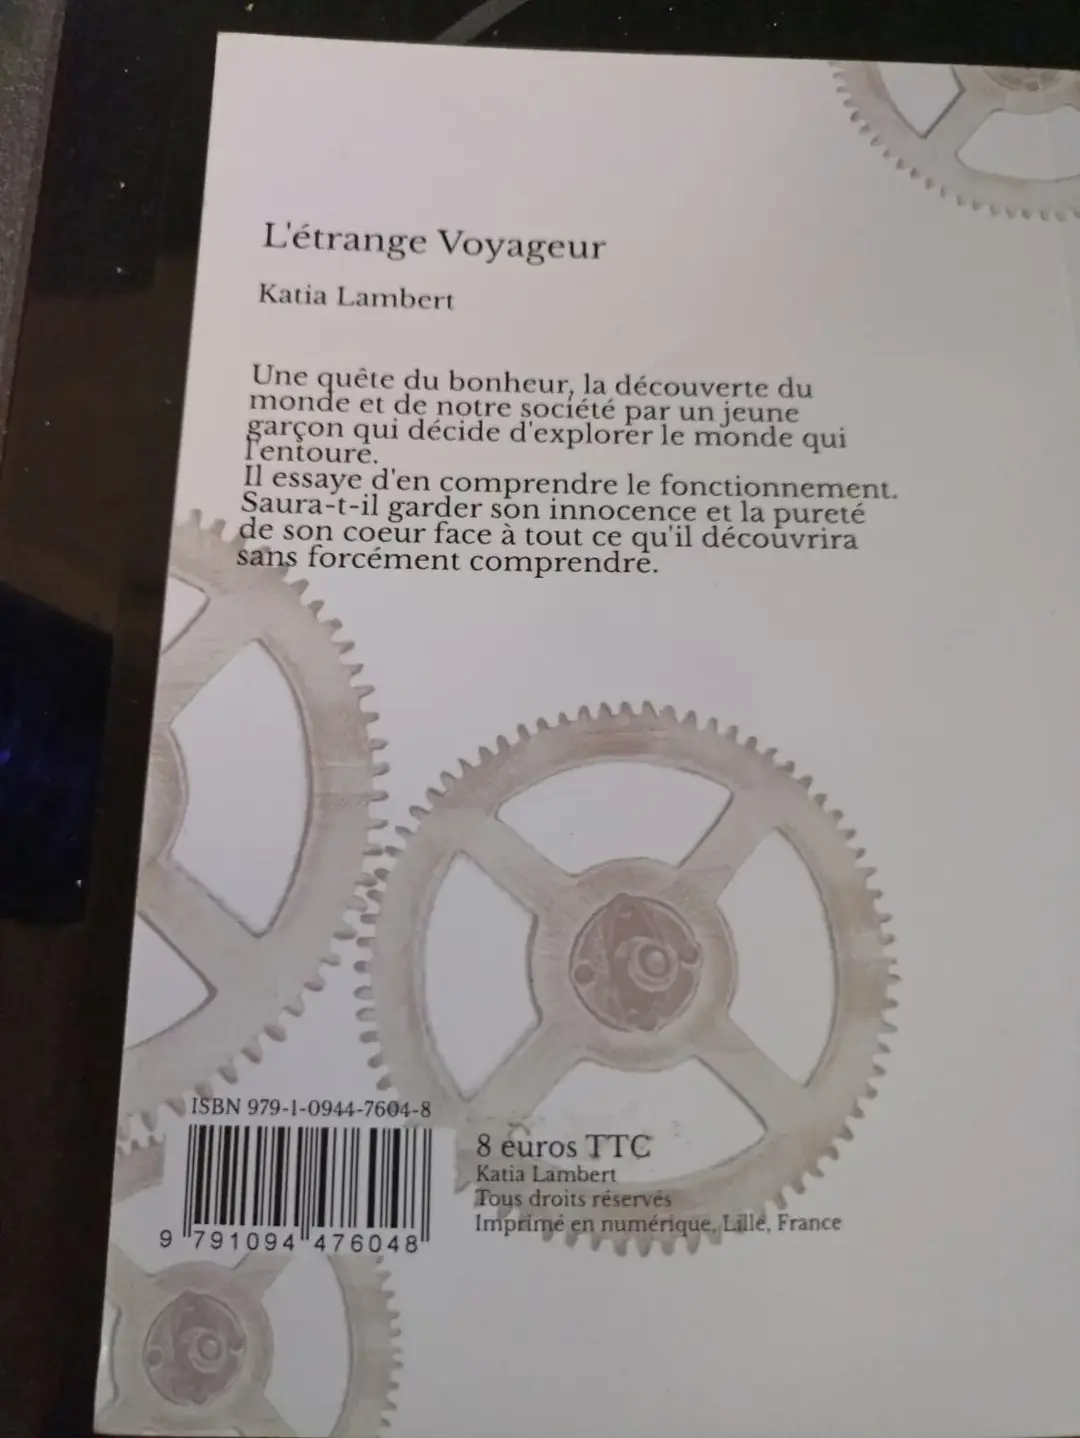 L'étrange Voyageur
Katia Lambert
Une quête du bonheur, la découverte du
monde et de notre société par un jeune
garçon qui décide d'explorer le monde qui
l'entoure.
Il essaye d'en comprendre le fonctionnement.
Saura-t-il garder son innocence et la pureté
de son coeur face à tout ce qu'il découvrira
sans forcément comprendre.
ISBN 979-1-0944-7604-8
9 791094 476048
8 euros TTC
Katia Lambert
Tous droits réservés
Imprimé en numérique, Lille, France